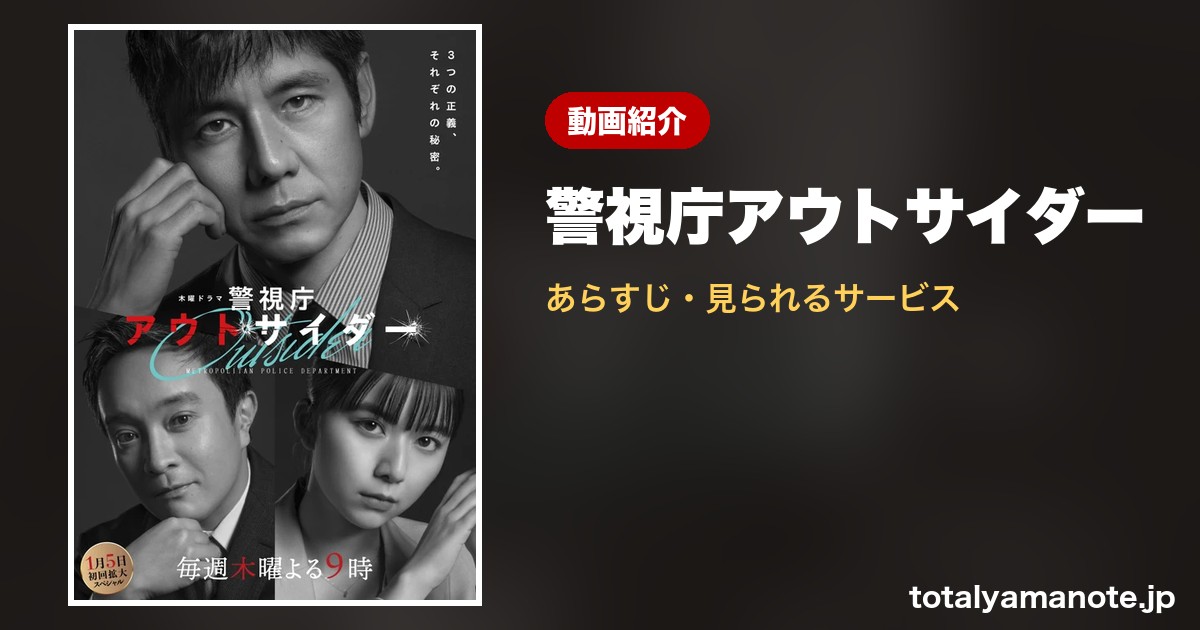 3つの正義、
それぞれの秘密。
木曜ドラマ 警視庁
アウトサイダー
Outsider
METROPOLITAN POLICE DEPARTMENT
1月5日
初回拡大
スペシャル
毎週木曜よる9時
動画紹介
警視庁アウトサイダー
あらすじ・見られるサービス
totalyamanote.jp